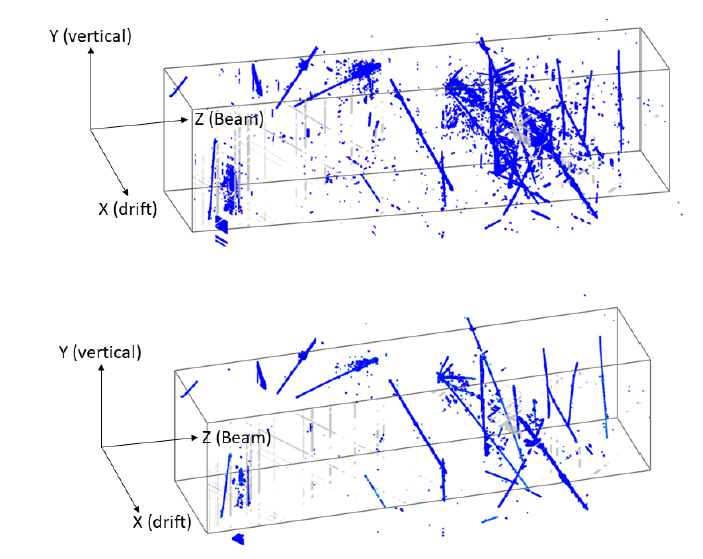 Y (vertical)
Z (Beam)
X (drift)
Y (vertical)
Z (Beam)
X (drift)